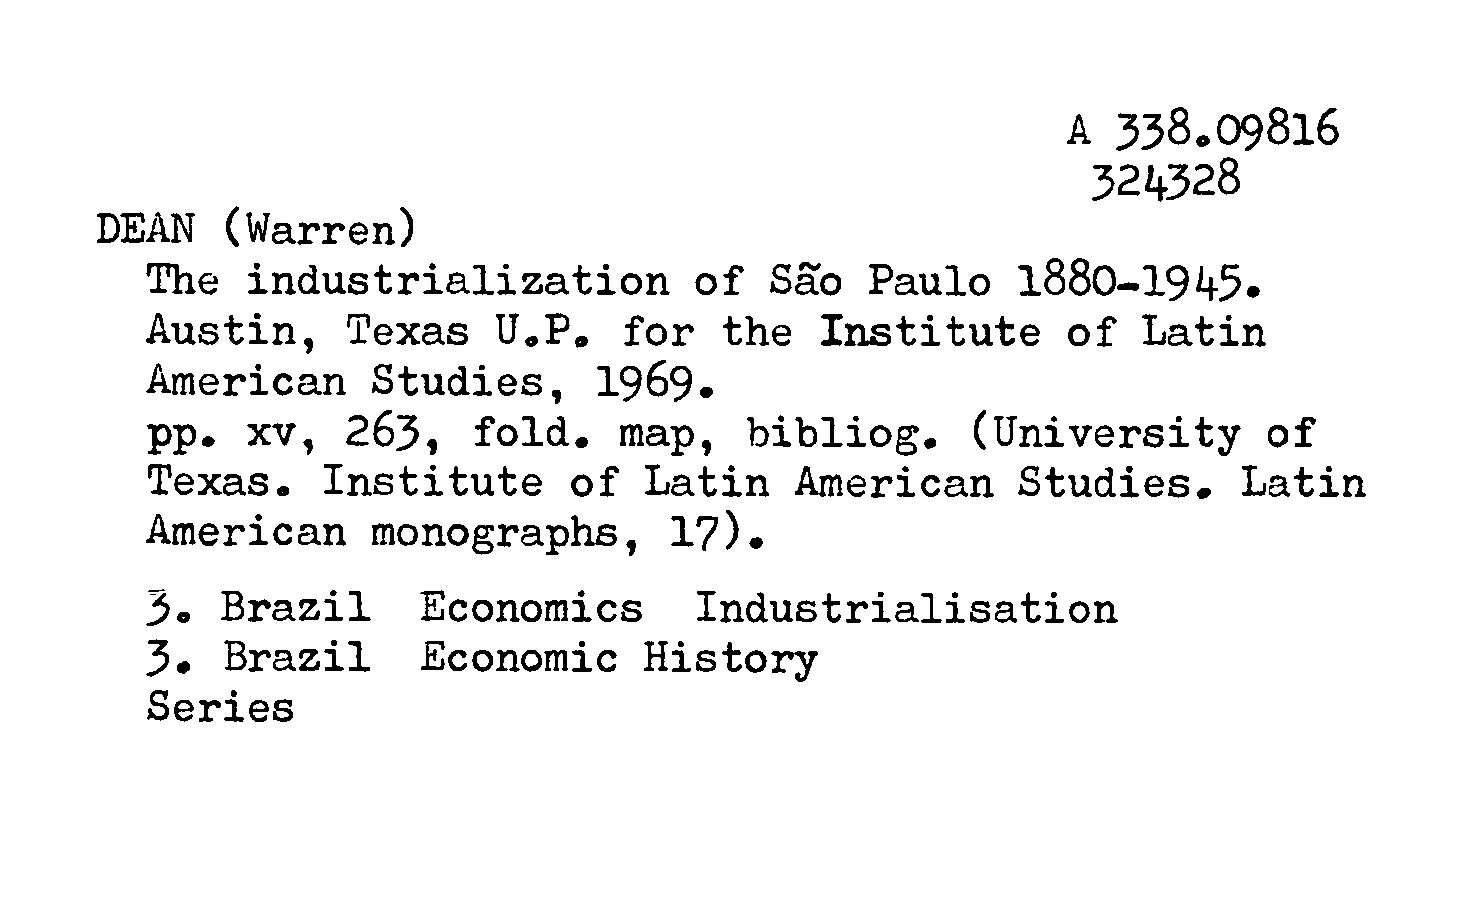 A 338.09816
324328
DEAN (Warren)
The industrialization of São Paulo 1880-1945.
Austin, Texas U.P. for the Institute of Latin
American Studies, 1969.
pp. xv, 263, fold. map, bibliog. (University of
Texas. Institute of Latin American Studies. Latin
American monographs, 17).
3. Brazil Economics Industrialisation
3. Brazil Economic History
Series